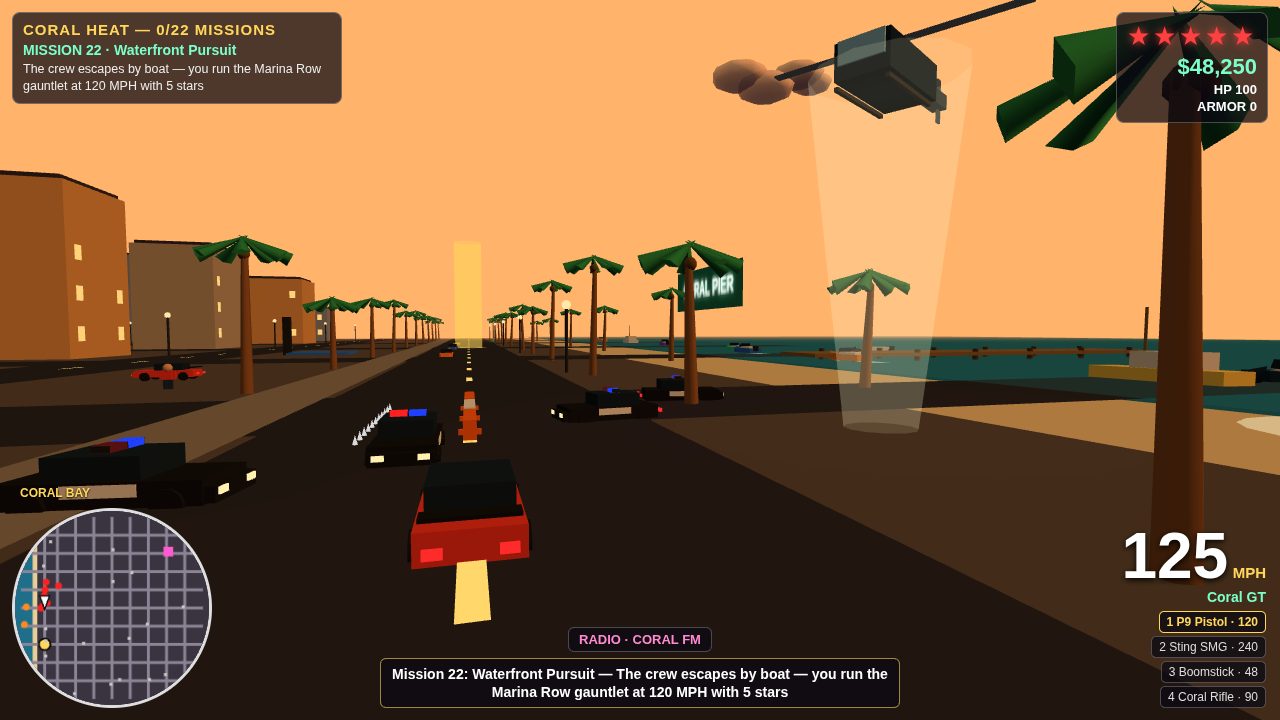 CORAL HEAT — 0/22 MISSIONS
MISSION 22 · Waterfront Pursuit
The crew escapes by boat — you run the Marina Row
gauntlet at 120 MPH with 5 stars
★ ★ ★ ★ ★
$48,250
HP 100
ARMOR 0
RAL PIER
CORAL BAY
125 MPH
Coral GT
1 P9 Pistol · 120
2 Sting SMG · 240
3 Boomstick · 48
4 Coral Rifle · 90
RADIO · CORAL FM
Mission 22: Waterfront Pursuit — The crew escapes by boat — you run the
Marina Row gauntlet at 120 MPH with 5 stars